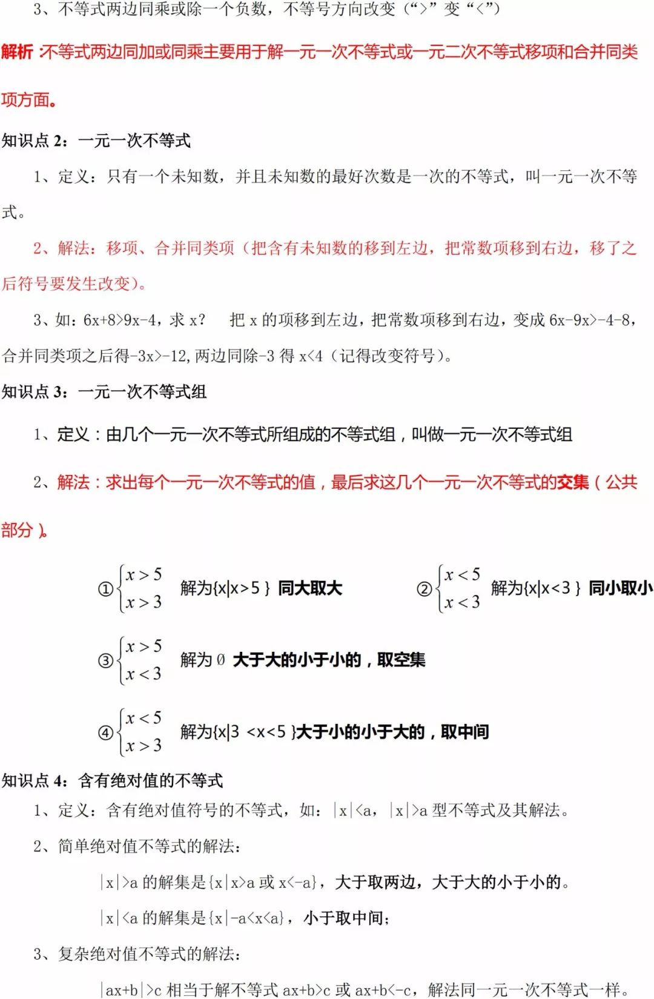 3、不等式两边同乘或除一个负数，不等号方向改变（“>”变“<”）
解析：不等式两边同加或同乘主要用于解一元一次不等式或一元二次不等式移项和合并同类
项方面。
知识点 2：一元一次不等式
1、定义：只有一个未知数，并且未知数的最好次数是一次的不等式，叫一元一次不等
式。
2、解法：移项、合并同类项（把含有未知数的移到左边，把常数项移到右边，移了之
后符号要发生改变）。
3、如：6x+8>9x-4，求 x？ 把 x 的项移到左边，把常数项移到右边，变成 6x-9x>-4-8，
合并同类项之后得-3x>-12,两边同除-3 得 x<4（记得改变符号）。
知识点 3：一元一次不等式组
1、定义：由几个一元一次不等式所组成的不等式组，叫做一元一次不等式组
2、解法：求出每个一元一次不等式的值，最后求这几个一元一次不等式的交集（公共
部分）。
① {x > 5 x > 3 解为{x|x>5 } 同大取大 ② {x < 5 x < 3 解为{x|x<3 } 同小取小
③ {x > 5 x < 3 解为 Ø 大于大的小于小的，取空集
④ {x < 5 x > 3 解为{x|3 <x<5 }大于小的小于大的，取中间
知识点 4：含有绝对值的不等式
1、定义：含有绝对值符号的不等式，如：|x|<a，|x|>a 型不等式及其解法。
2、简单绝对值不等式的解法：
|x|>a 的解集是{x|x>a 或 x<-a}，大于取两边，大于大的小于小的。
|x|<a 的解集是{x|-a<x<a}，小于取中间；
3、复杂绝对值不等式的解法：
|ax+b|>c 相当于解不等式 ax+b>c 或 ax+b<-c，解法同一元一次不等式一样。